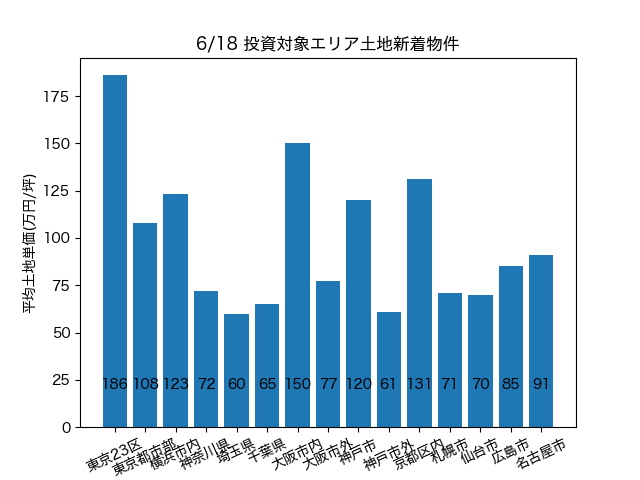 6/18 投資対象エリア土地新着物件
平均土地単価(万円/坪)
175
150
125
100
75
50
25
0
186 108 123 72 60 65 150 77 120 61 131 71 70 85 91
東京23区 東京都市部 横浜市内 神奈川県 埼玉県 千葉県 大阪市内 大阪市外 神戸市 神戸市外 京都区内 札幌市 仙台市 広島市 名古屋市